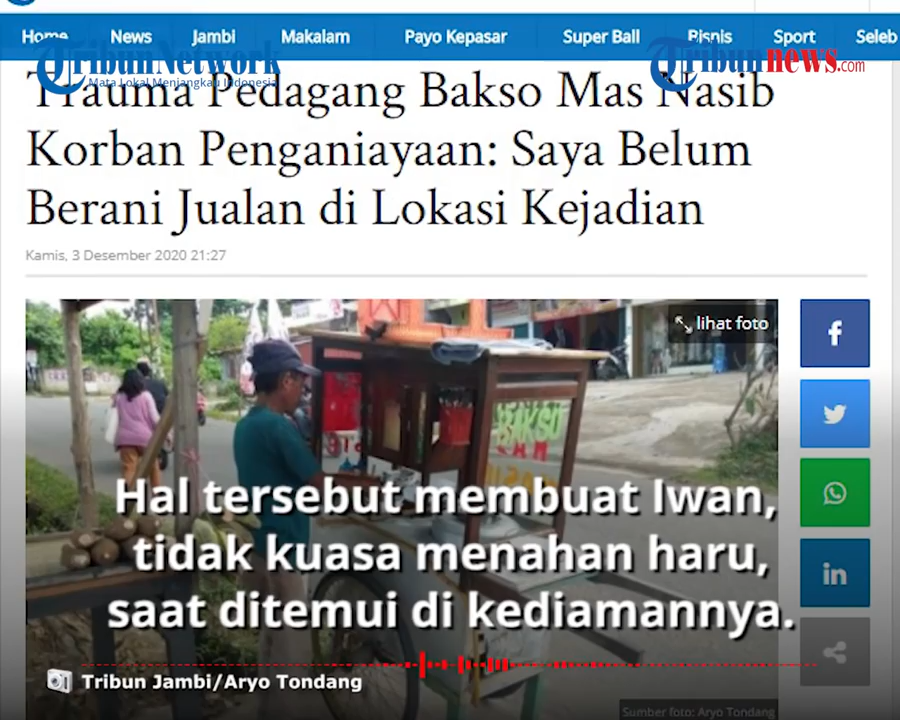 Home News Jambi Makalam Payo Kepasar Super Ball Bisnis Sport Seleb
TribunNetwork
Mata Lokal Menjangkau Indonesia
Tribunnews.com
Trauma Pedagang Bakso Mas Nasib
Korban Penganiayaan: Saya Belum
Berani Jualan di Lokasi Kejadian
Kamis, 3 Desember 2020 21:27
lihat foto
f
BAKSO
MAS
Hal tersebut membuat Iwan,
tidak kuasa menahan haru,
saat ditemui di kediamannya.
in
Tribun Jambi/Aryo Tondang
Sumber foto: Aryo Tondang